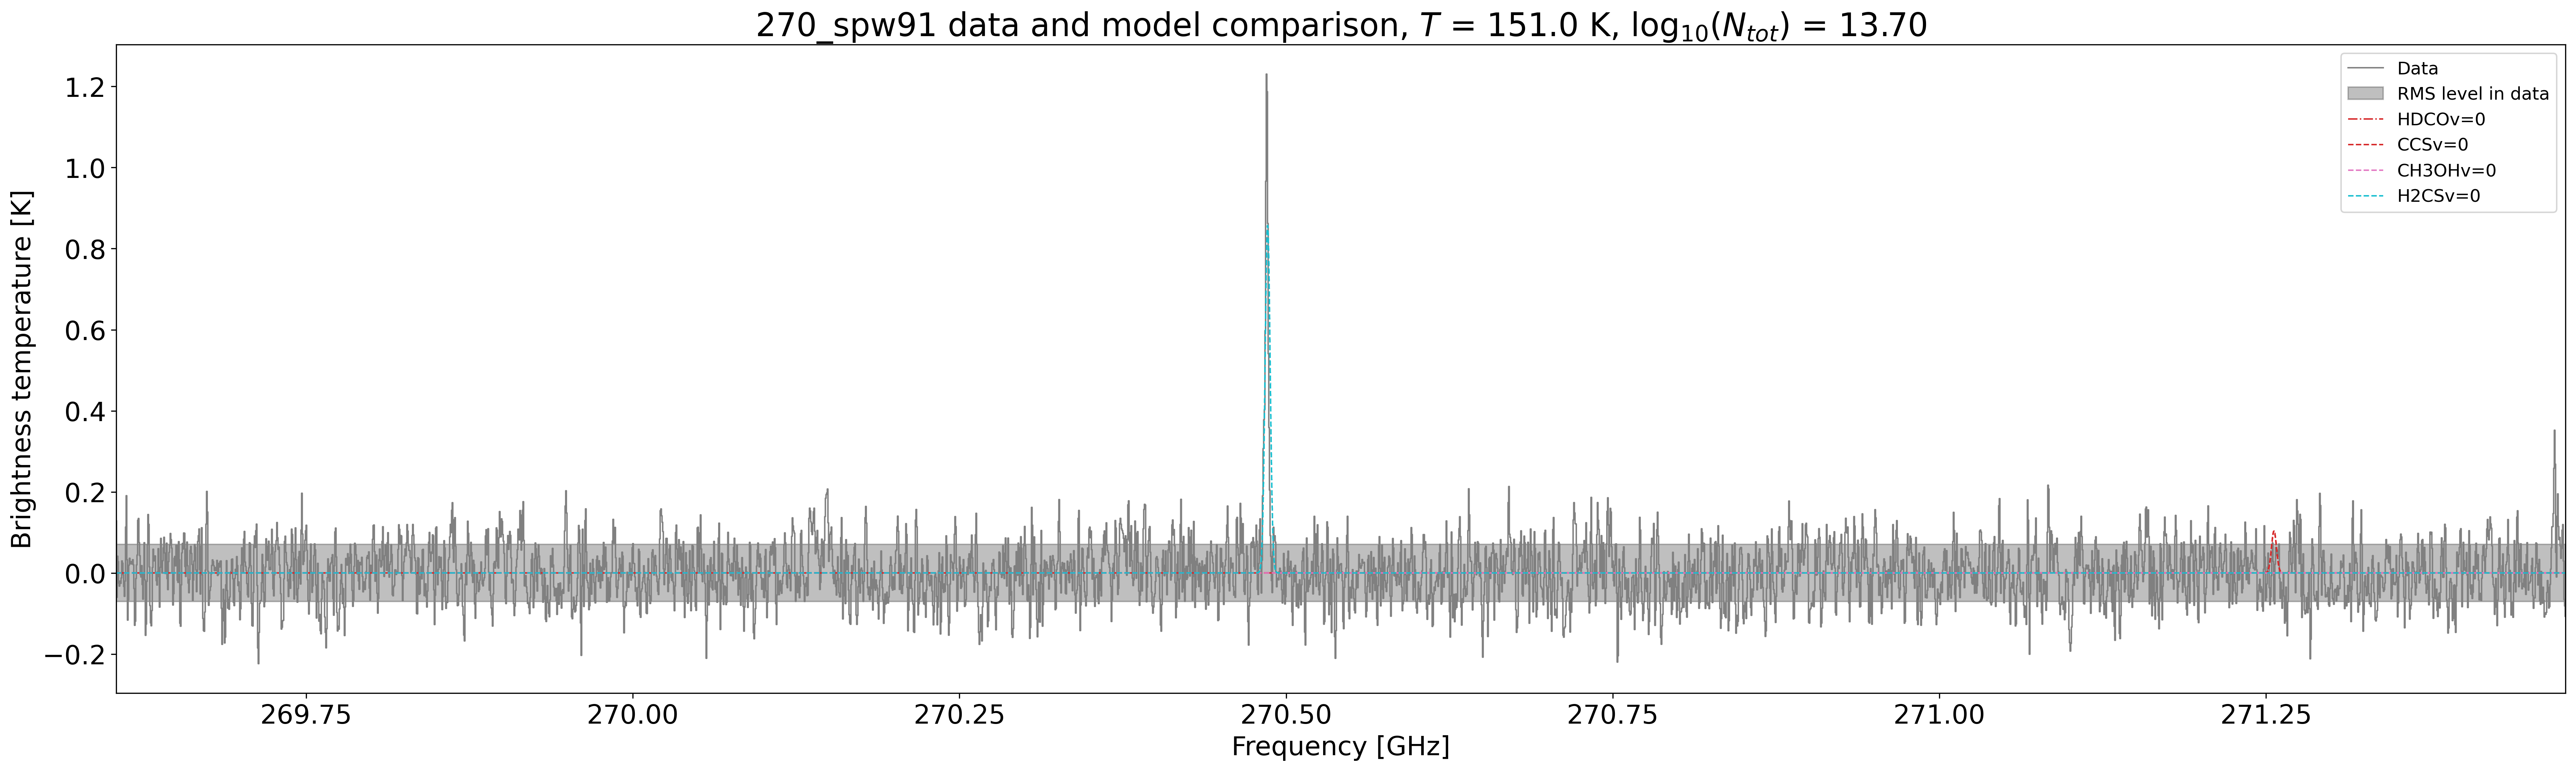 270_spw91 data and model comparison, T = 151.0 K, log₁₀(Nₜₒₜ) = 13.70
Brightness temperature [K]
1.2
1.0
0.8
0.6
0.4
0.2
0.0
−0.2
Data
RMS level in data
HDCOv=0
CCSv=0
CH3OHv=0
H2CSv=0
269.75 270.00 270.25 270.50 270.75 271.00 271.25
Frequency [GHz]